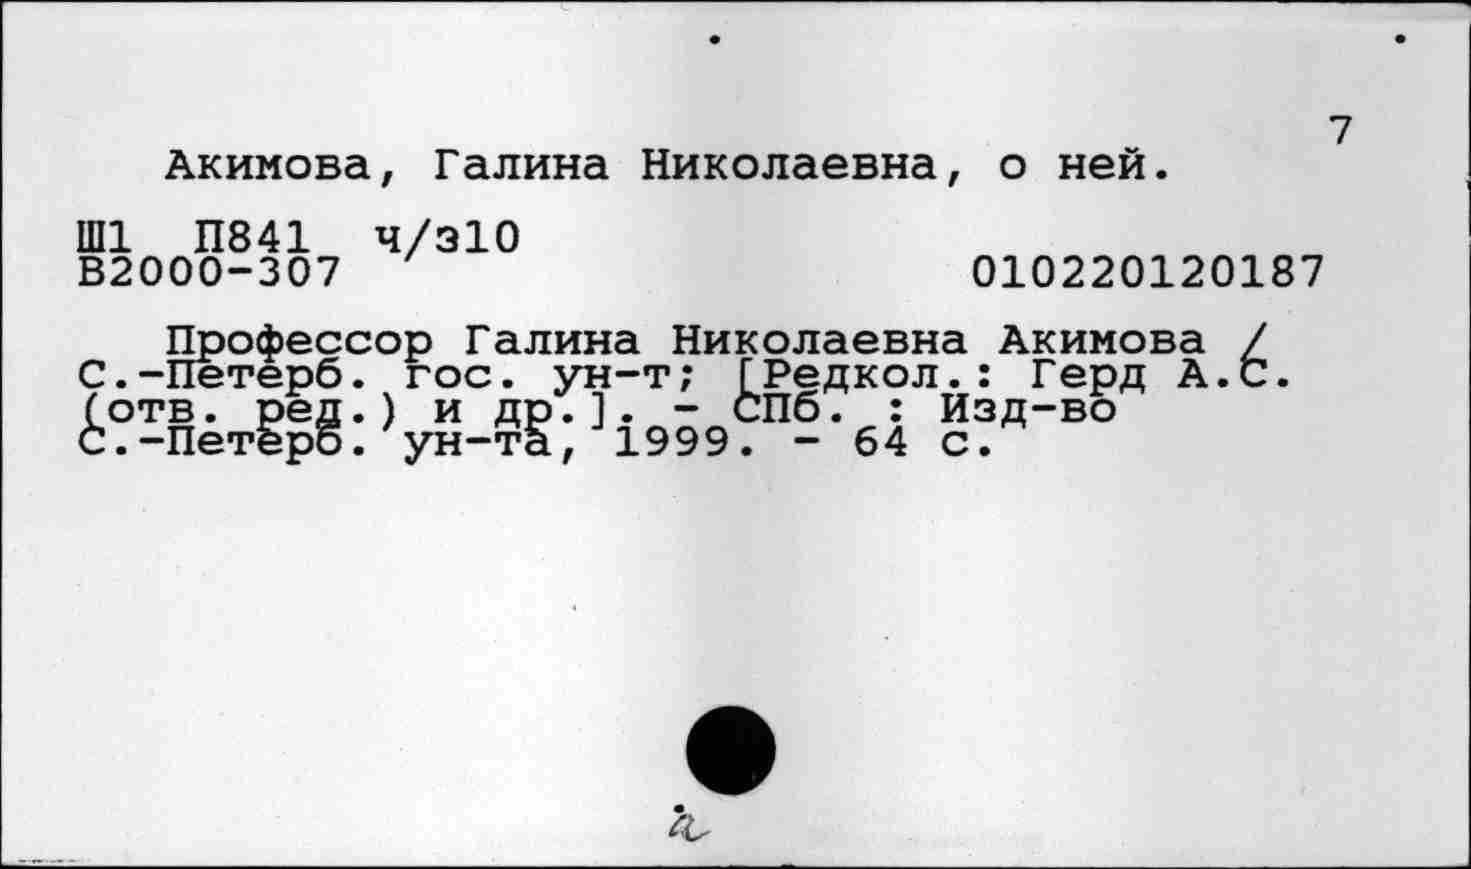 7
Акимова, Галина Николаевна, о ней.
Ш1 П841 ч/з10
В2000-307 010220120187
Профессор Галина Николаевна Акимова /
С.-Петерб. гос. ун-т; [Редкол.: Герд А.С.
(отв. ред.) и др.]. - СПб. : Изд-во
С.-Петерб. ун-та, 1999. - 64 с.